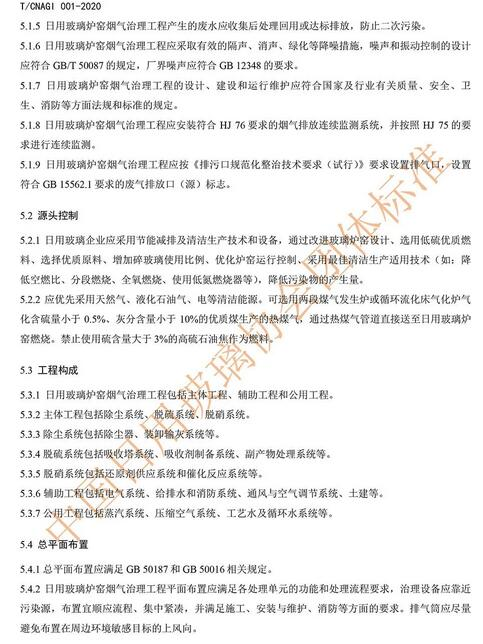 T/CNAGI 001-2020
5.1.5 日用玻璃炉窑烟气治理工程产生的废水应收集后处理回用或达标排放，防止二次污染。
5.1.6 日用玻璃炉窑烟气治理工程应采取有效的隔声、消声、绿化等降噪措施，噪声和振动控制的设计
应符合 GB/T 50087 的规定，厂界噪声应符合 GB 12348 的要求。
5.1.7 日用玻璃炉窑烟气治理工程的设计、建设和运行维护应符合国家及行业有关质量、安全、卫
生、消防等方面法规和标准的规定。
5.1.8 日用玻璃炉窑烟气治理工程应安装符合 HJ 76 要求的烟气排放连续监测系统，并按照 HJ 75 的要
求进行连续监测。
5.1.9 日用玻璃炉窑烟气治理工程应按《排污口规范化整治技术要求（试行）》要求设置排气口，设置
符合 GB 15562.1 要求的废气排放口（源）标志。
5.2 源头控制
5.2.1 日用玻璃企业应采用节能减排及清洁生产技术和设备，通过改进玻璃炉窑设计、选用低硫优质燃
料、选择优质原料、增加碎玻璃使用比例、优化炉窑运行控制、采用最佳清洁生产适用技术（如：降
低空燃比、分段燃烧、全氧燃烧、使用低氮燃烧器等），降低污染物的产生量。
5.2.2 应优先采用天然气、液化石油气、电等清洁能源。可选用两段煤气发生炉或循环流化床气化炉气
化含硫量小于 0.5%、灰分含量小于 10%的优质煤生产的热煤气，通过热煤气管道直接送至日用玻璃炉
窑燃烧。禁止使用硫含量大于 3%的高硫石油焦作为燃料。
5.3 工程构成
5.3.1 日用玻璃炉窑烟气治理工程包括主体工程、辅助工程和公用工程。
5.3.2 主体工程包括除尘系统、脱硫系统、脱硝系统。
5.3.3 除尘系统包括除尘器、装卸输灰系统等。
5.3.4 脱硫系统包括吸收塔系统、吸收剂制备系统、副产物处理系统等。
5.3.5 脱硝系统包括还原剂供应系统和催化反应系统等。
5.3.6 辅助工程包括电气系统、给排水和消防系统、通风与空气调节系统、土建等。
5.3.7 公用工程包括蒸汽系统、压缩空气系统、工艺水及循环水系统等。
5.4 总平面布置
5.4.1 总平面布置应满足 GB 50187 和 GB 50016 相关规定。
5.4.2 日用玻璃炉窑烟气治理工程平面布置应满足各处理单元的功能和处理流程要求，治理设备应靠近
污染源，布置宜顺应流程、集中紧凑，并满足施工、安装与维护、消防等方面的要求。排气筒应尽量
避免布置在周边环境敏感目标的上风向。
中国日用玻璃协会团体标准